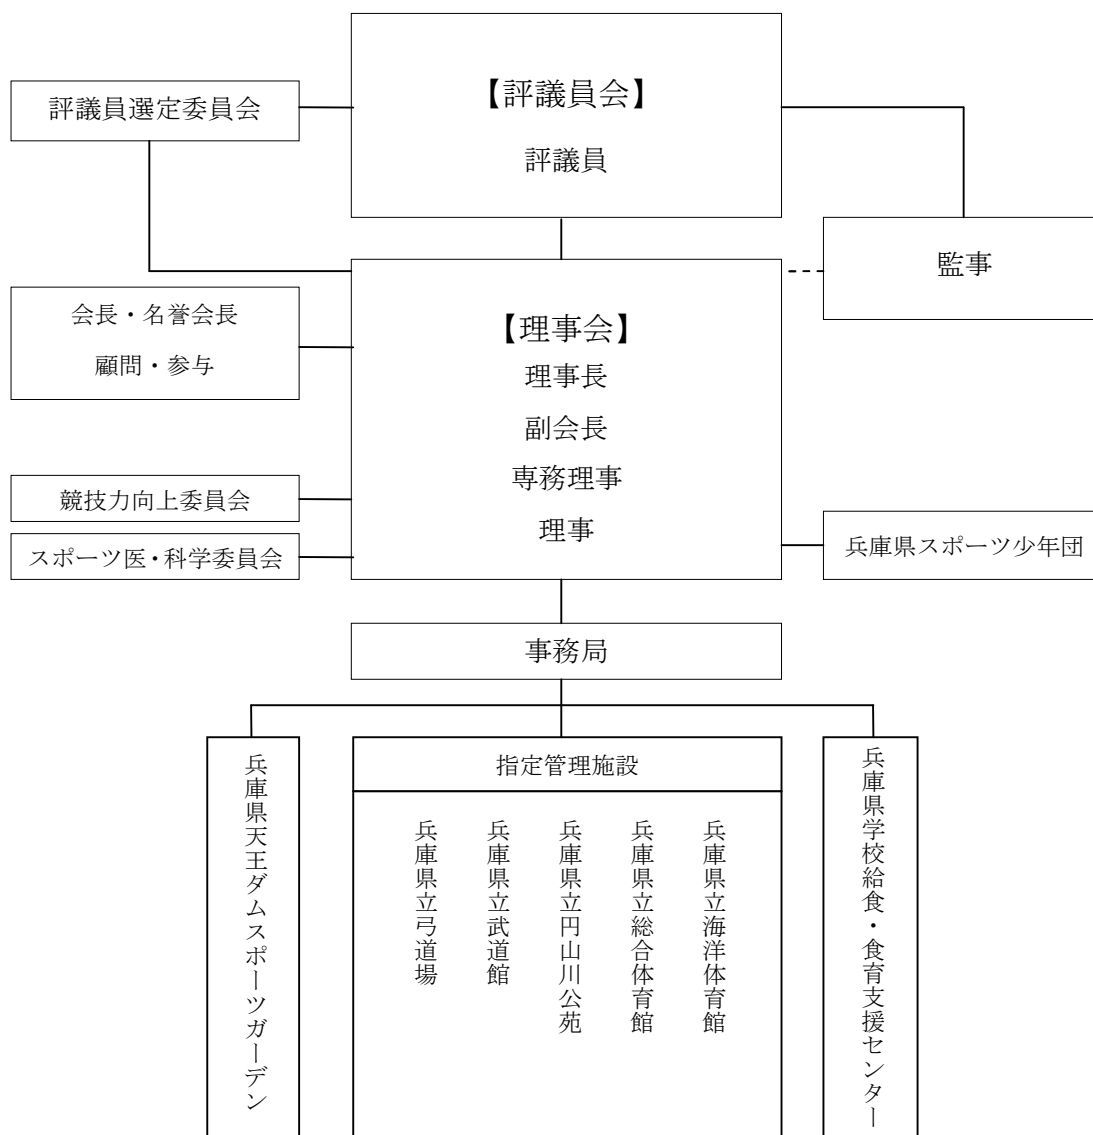 【評議員会】
評議員
評議員選定委員会
監事
会長・名誉会長
顧問・参与
【理事会】
理事長
副会長
専務理事
理事
競技力向上委員会
スポーツ医・科学委員会
兵庫県スポーツ少年団
事務局
兵庫県天王ダムスポーツガーデン
指定管理施設
兵庫県立海洋体育館
兵庫県立総合体育館
兵庫県立円山川公苑
兵庫県立武道館
兵庫県立弓道場
兵庫県学校給食・食育支援センター